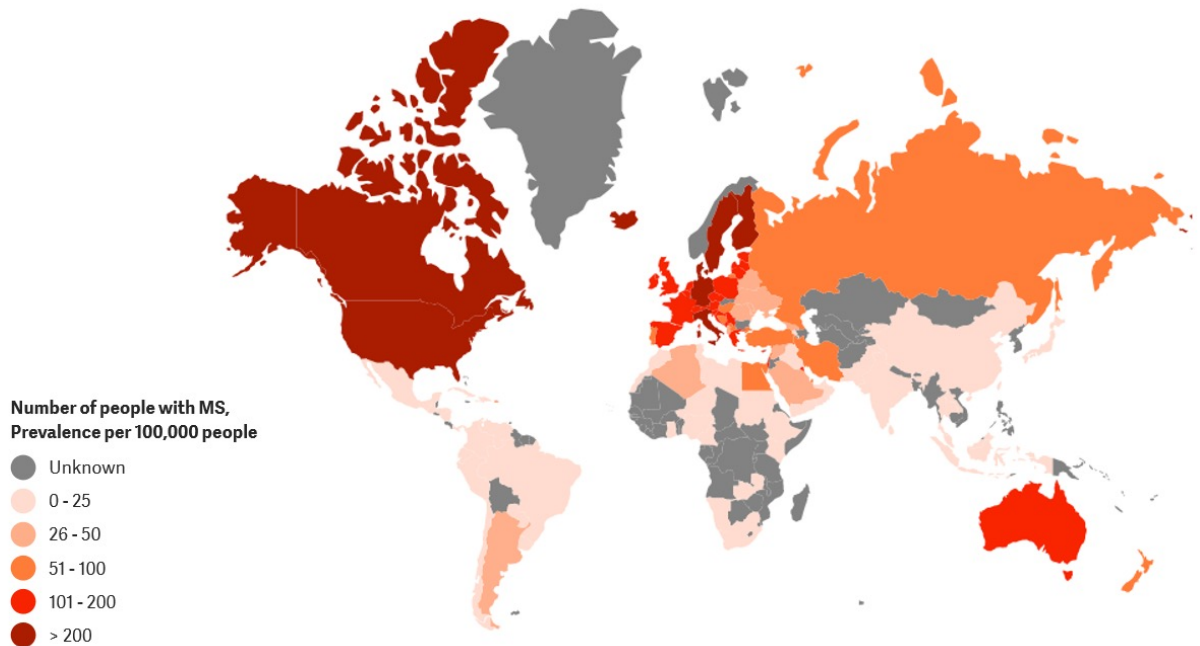 Number of people with MS,
Prevalence per 100,000 people
Unknown
0 - 25
26 - 50
51 - 100
101 - 200
> 200